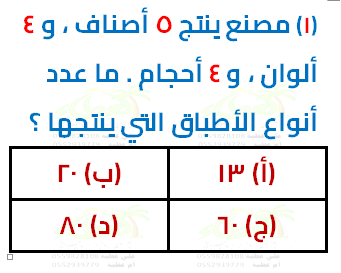 (١) مصنع ينتج ٥ أصناف ، و ٤
ألوان ، و ٤ أحجام . ما عدد
أنواع الأطباق التي ينتجها ؟
(أ) ١٣
(ب) ٢٠
(ج) ٦٠
(د) ٨٠